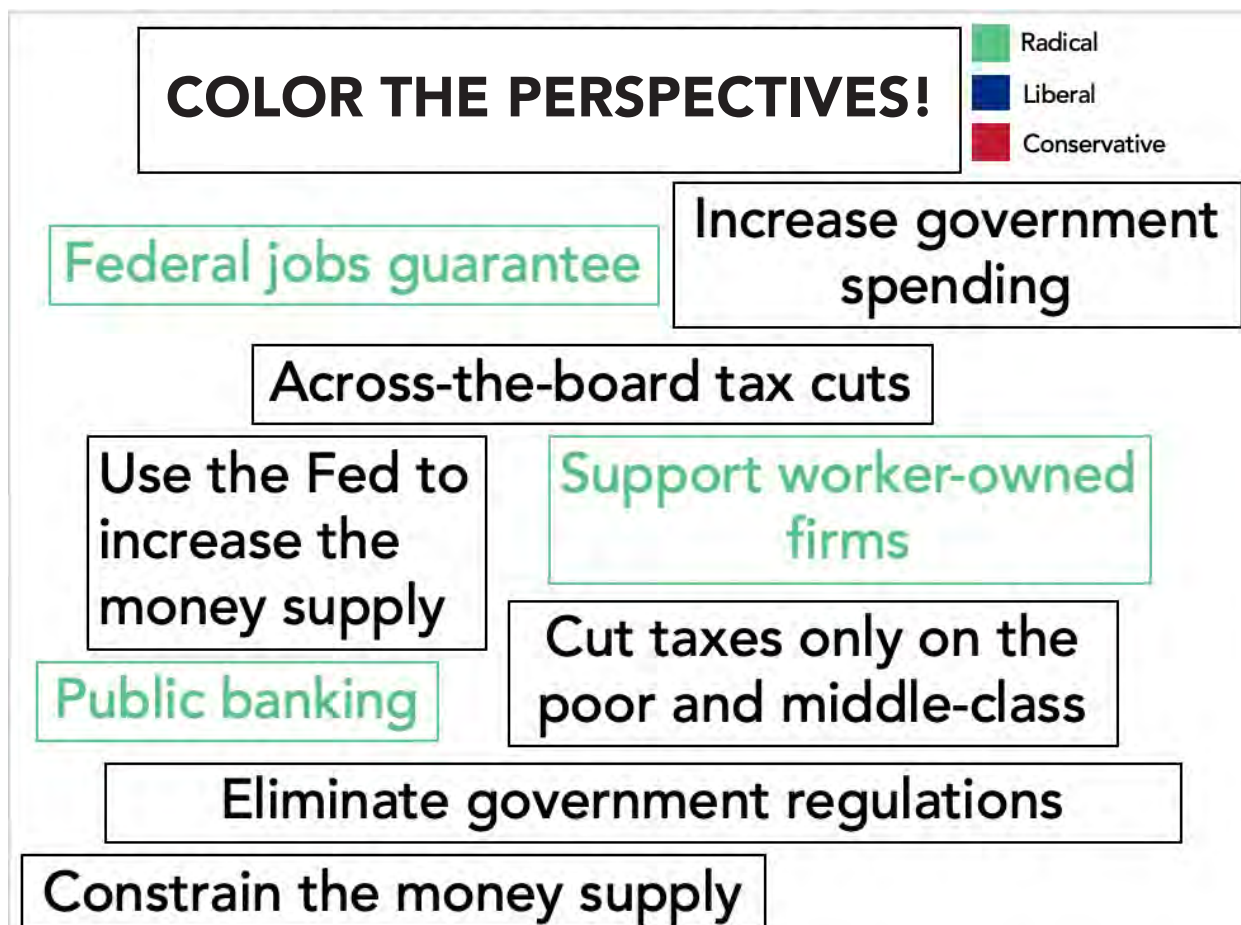 COLOR THE PERSPECTIVES!
Radical
Liberal
Conservative
Federal jobs guarantee
Increase government
spending
Across-the-board tax cuts
Use the Fed to
increase the
money supply
Support worker-owned
firms
Public banking
Cut taxes only on the
poor and middle-class
Eliminate government regulations
Constrain the money supply